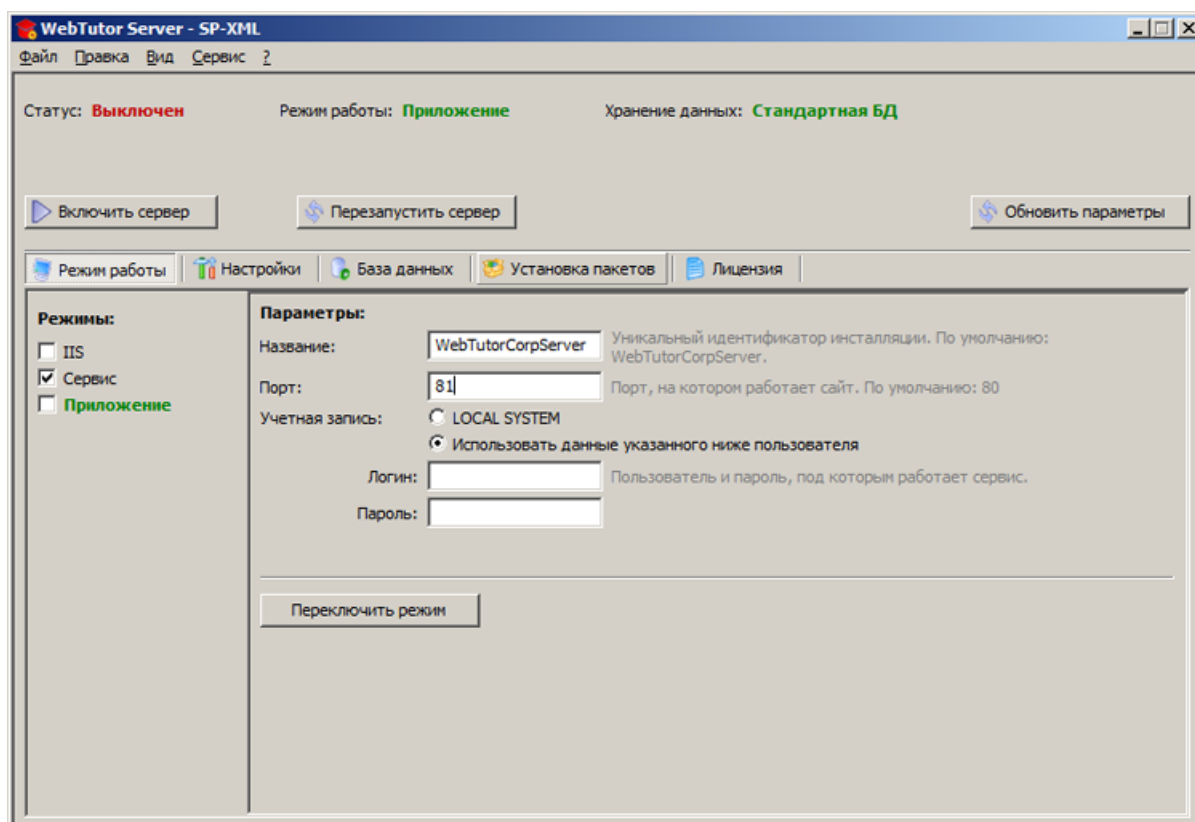 WebTutor Server - SP-XML
Файл Правка Вид Сервис ?
Статус: Выключен Режим работы: Приложение Хранение данных: Стандартная БД
Включить сервер Перезапустить сервер Обновить параметры
Режим работы Настройки База данных Установка пакетов Лицензия
Режимы:
IIS
Сервис
Приложение
Параметры:
Название: WebTutorCorpServer Уникальный идентификатор инсталляции. По умолчанию:
WebTutorCorpServer.
Порт: 81 Порт, на котором работает сайт. По умолчанию: 80
Учетная запись: LOCAL SYSTEM
Использовать данные указанного ниже пользователя
Логин: Пользователь и пароль, под которым работает сервис.
Пароль:
Переключить режим